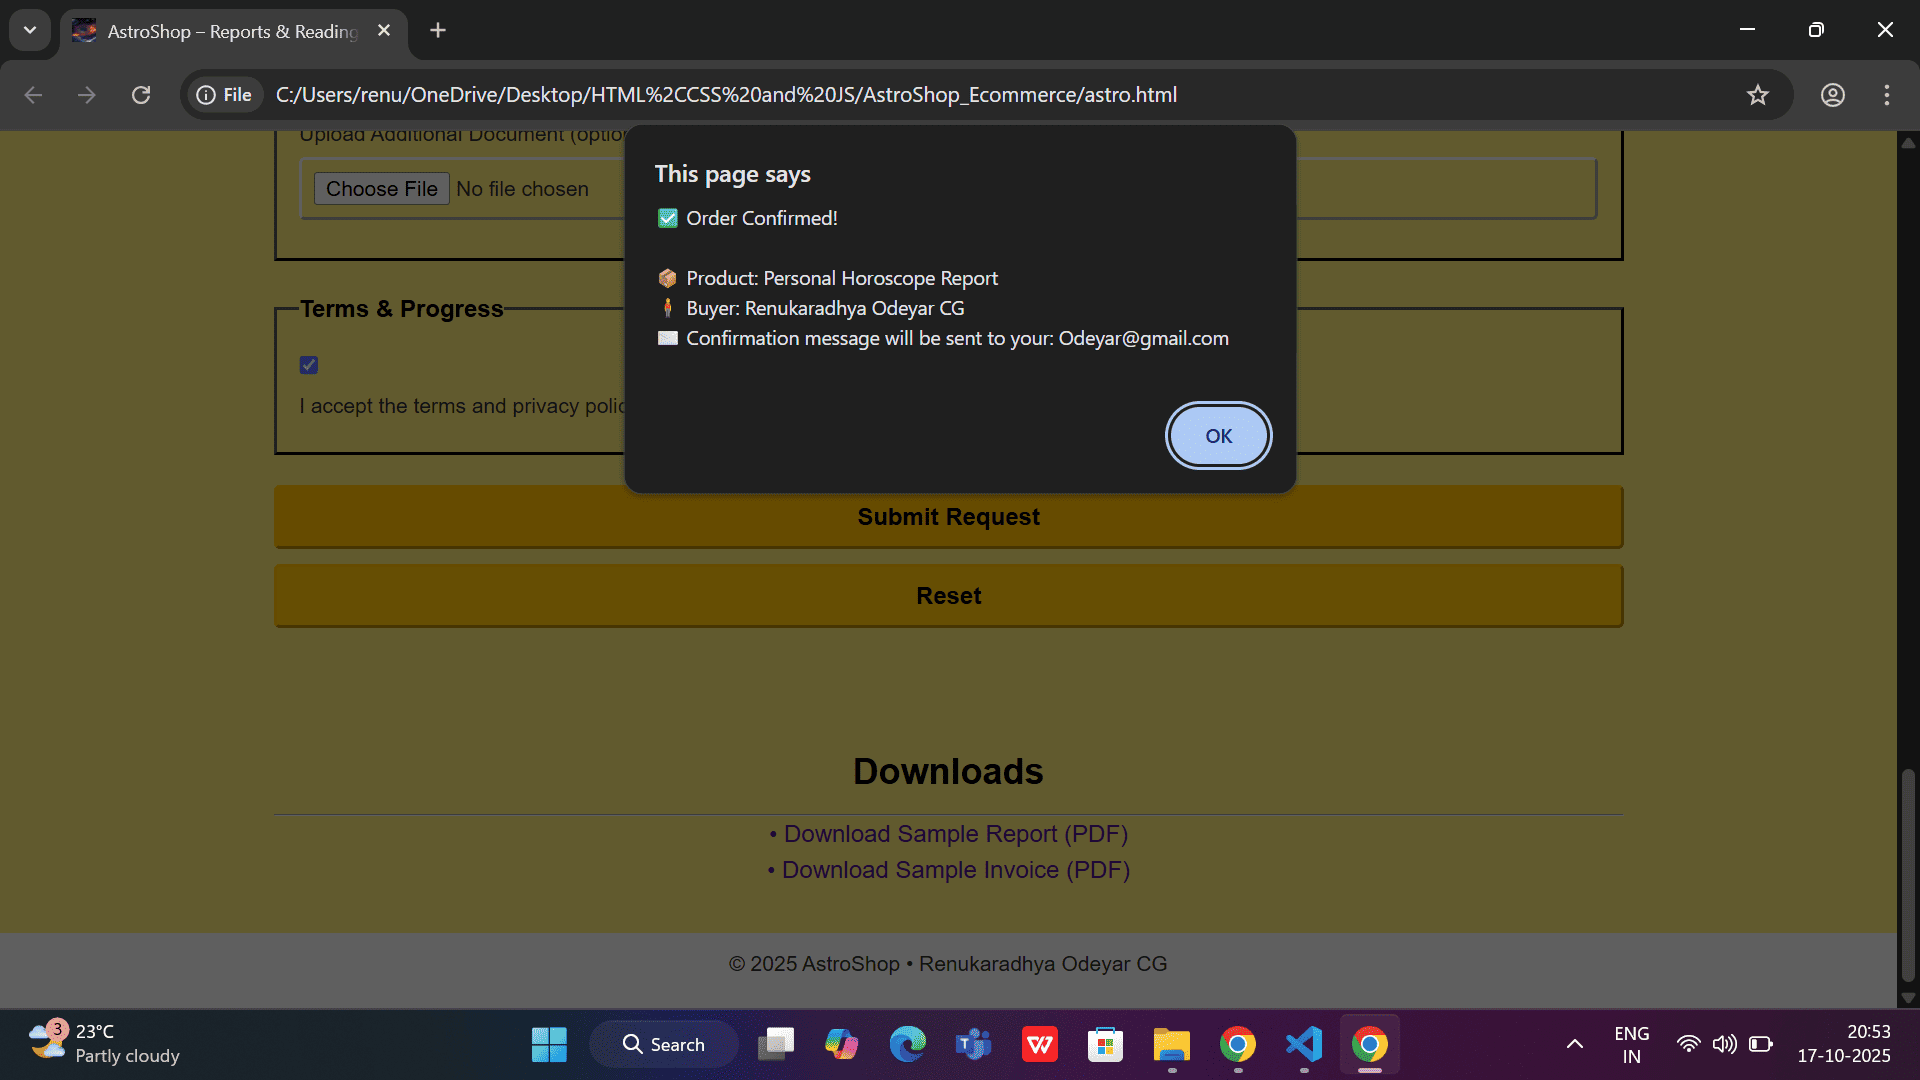 AstroShop – Reports & Reading
File
C:/Users/renu/OneDrive/Desktop/HTML%2CCSS%20and%20JS/AstroShop_Ecommerce/astro.html
Upload Additional Document (optio
Choose File No file chosen
This page says
Order Confirmed!
Product: Personal Horoscope Report
Buyer: Renukaradhya Odeyar CG
Confirmation message will be sent to your: Odeyar@gmail.com
OK
Terms & Progress
I accept the terms and privacy polic
Submit Request
Reset
Downloads
• Download Sample Report (PDF)
• Download Sample Invoice (PDF)
© 2025 AstroShop • Renukaradhya Odeyar CG
3
23°C
Partly cloudy
Search
ENG
IN
20:53
17-10-2025